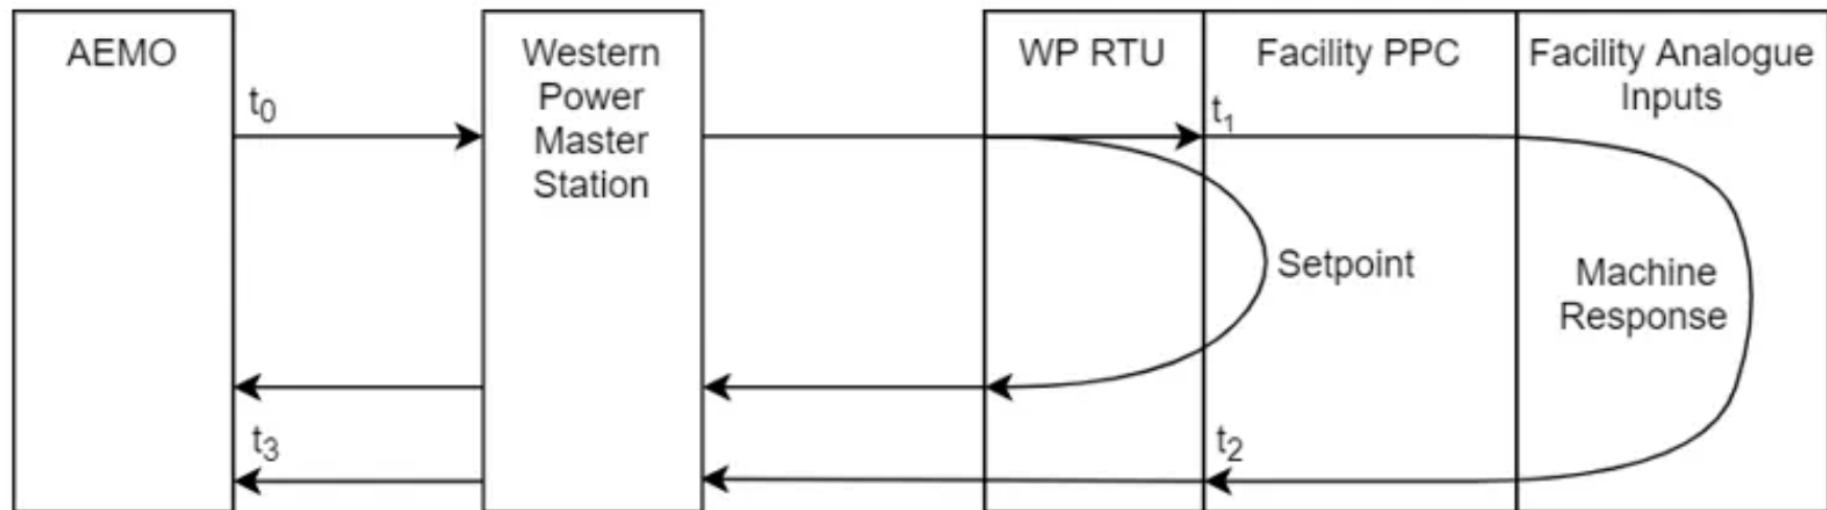 AEMO
Western
Power
Master
Station
WP RTU
Facility PPC
Facility Analogue
Inputs
t0
t1
Setpoint
Machine
Response
t3
t2